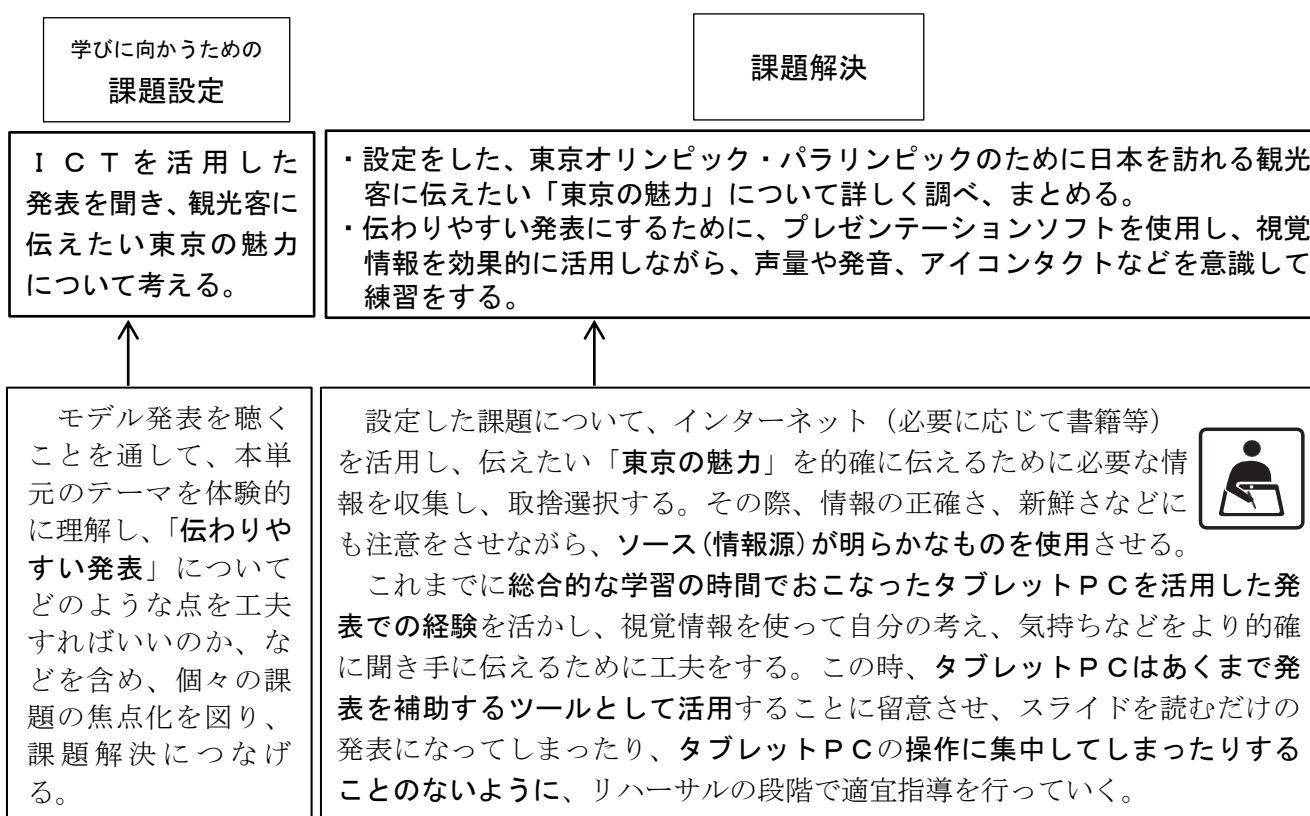 学びに向かうための
課題設定
課題解決
ＩＣＴを活用した
発表を聞き、観光客に
伝えたい東京の魅力
について考える。
・設定をした、東京オリンピック・パラリンピックのために日本を訪れる観光
客に伝えたい「東京の魅力」について詳しく調べ、まとめる。
・伝わりやすい発表にするために、プレゼンテーションソフトを使用し、視覚
情報を効果的に活用しながら、声量や発音、アイコンタクトなどを意識して
練習をする。
モデル発表を聴く
ことを通して、本単
元のテーマを体験的
に理解し、「伝わりや
すい発表」について
どのような点を工夫
すればいいのか、な
どを含め、個々の課
題の焦点化を図り、
課題解決につなげ
る。
設定した課題について、インターネット（必要に応じて書籍等）
を活用し、伝えたい「東京の魅力」を的確に伝えるために必要な情
報を収集し、取捨選択する。その際、情報の正確さ、新鮮さなどに
も注意をさせながら、ソース(情報源)が明らかなものを使用させる。
これまでに総合的な学習の時間でおこなったタブレットＰＣを活用した発
表での経験を活かし、視覚情報を使って自分の考え、気持ちなどをより的確
に聞き手に伝えるために工夫をする。この時、タブレットＰＣはあくまで発
表を補助するツールとして活用することに留意させ、スライドを読むだけの
発表になってしまったり、タブレットＰＣの操作に集中してしまったりする
ことのないように、リハーサルの段階で適宜指導を行っていく。